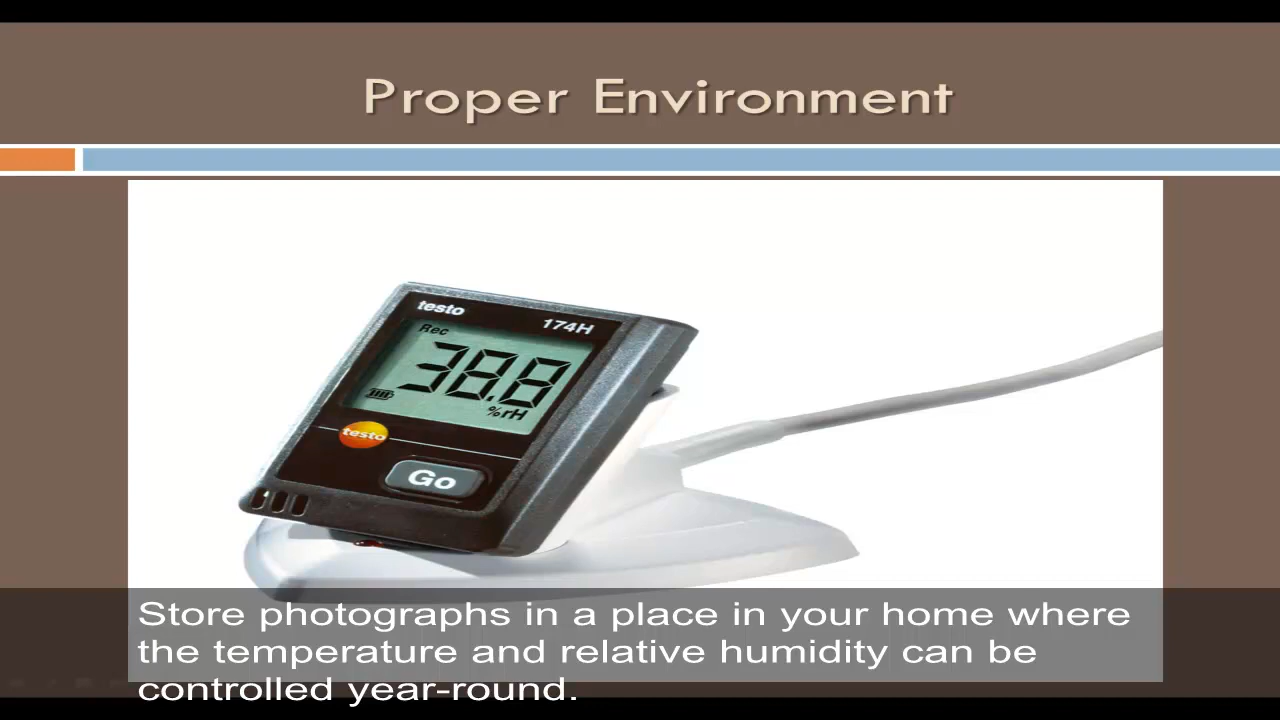 Proper Environment
testo
174H
Rec
38.8
%rH
testo
Go
Store photographs in a place in your home where
the temperature and relative humidity can be
controlled year-round.